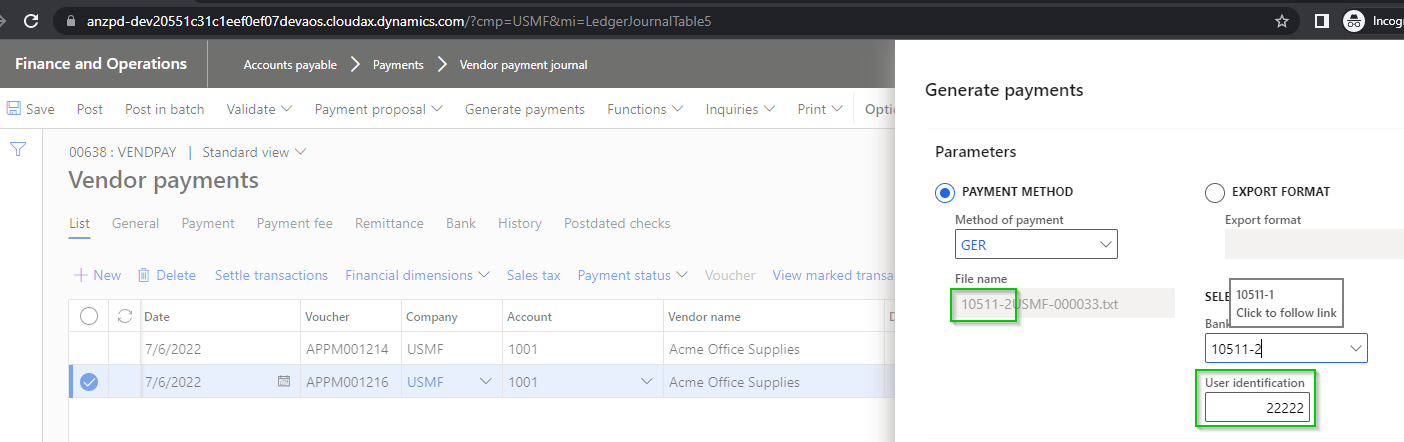 anzpd-dev20551c31c1eef0ef07devaos.cloudax.dynamics.com/?cmp=USMF&mi=LedgerJournalTable5
Incog
Finance and Operations
Accounts payable
Payments
Vendor payment journal
Save
Post
Post in batch
Validate
Payment proposal
Generate payments
Functions
Inquiries
Print
Optio
00638 : VENDPAY | Standard view
Vendor payments
List
General
Payment
Payment fee
Remittance
Bank
History
Postdated checks
New
Delete
Settle transactions
Financial dimensions
Sales tax
Payment status
Voucher
View marked transa
Date Voucher Company Account Vendor name D
7/6/2022 APPM001214 USMF 1001 Acme Office Supplies
7/6/2022 APPM001216 USMF 1001 Acme Office Supplies
Generate payments
Parameters
PAYMENT METHOD
Method of payment
GER
File name
10511-2USMF-000033.txt
EXPORT FORMAT
Export format
10511-1
Click to follow link
SELE
Bank
10511-2
User identification
22222